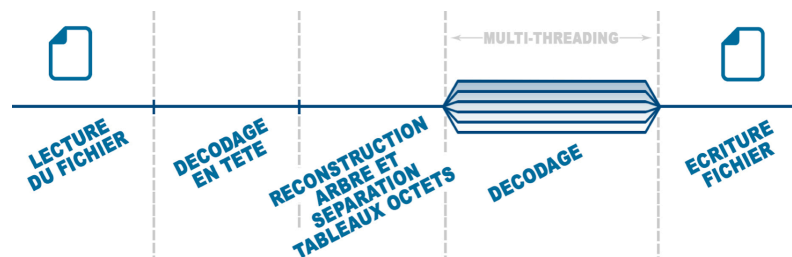 MULTI-THREADING
LECTURE
DU FICHIER
DECODAGE
EN TETE
RECONSTRUCTION
ARBRE ET
SEPARATION
TABLEAUX OCTETS
DECODAGE
ECRITURE
FICHIER